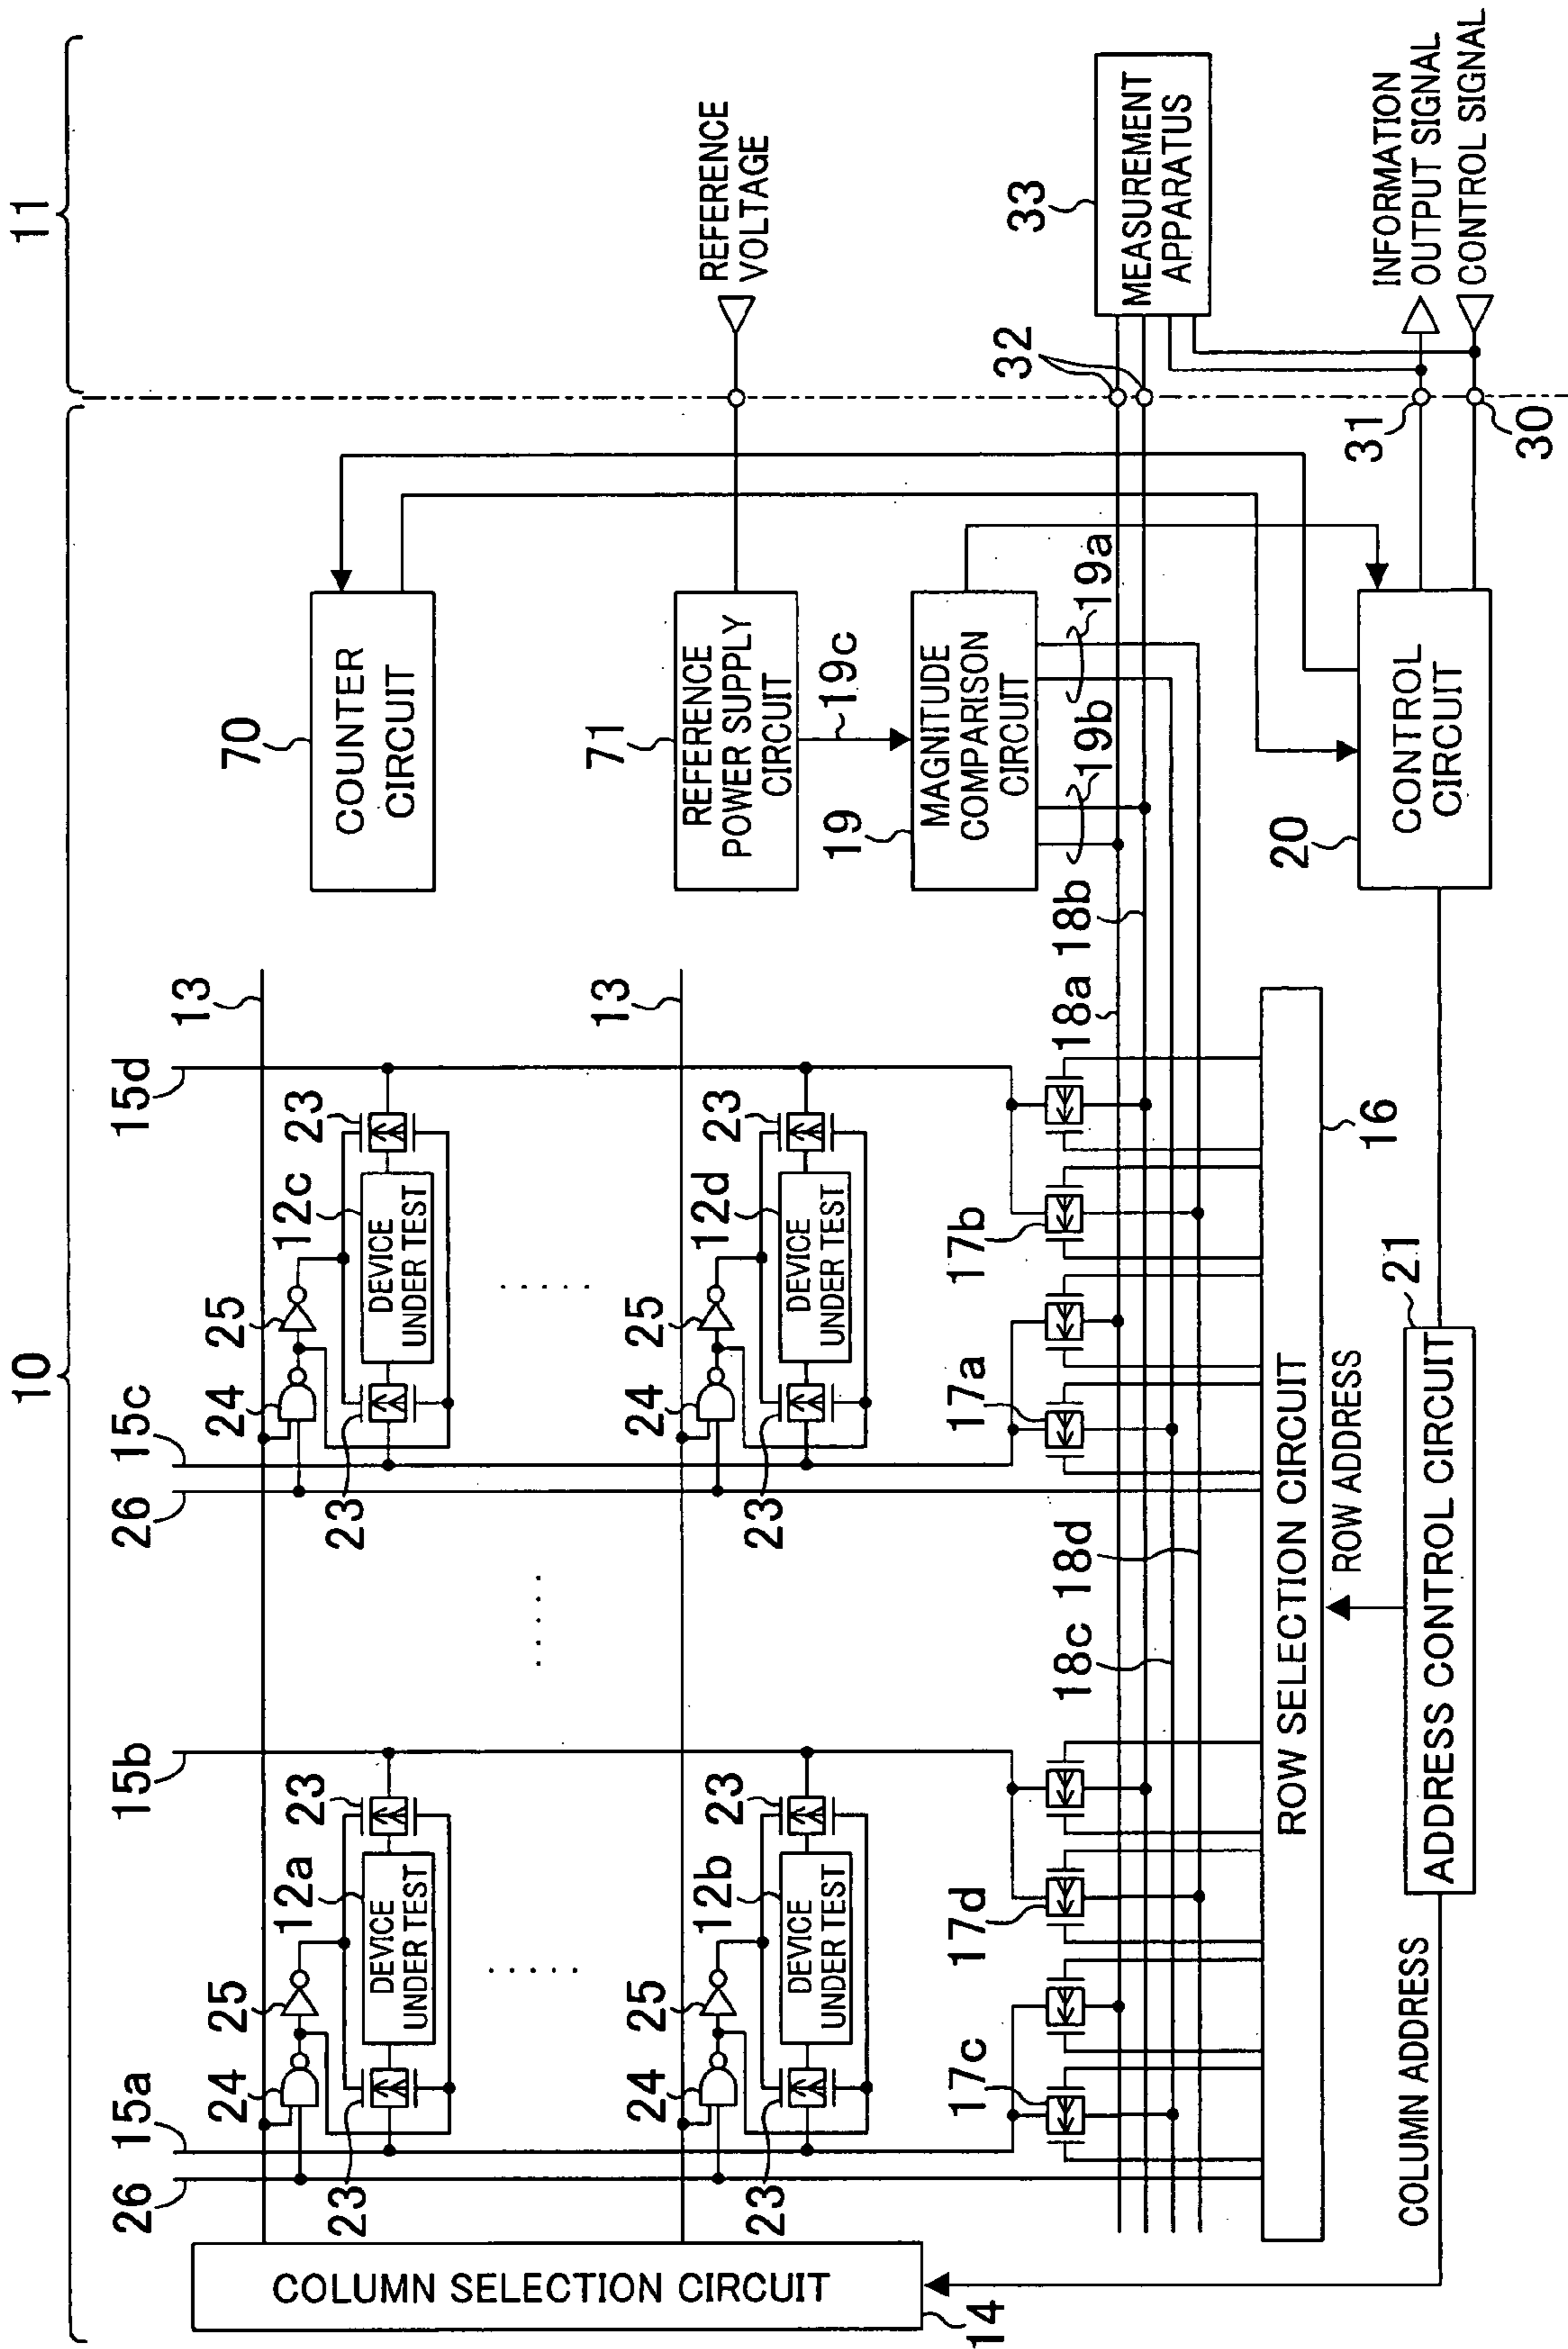 10
11
26
15a
15b
26
15c
15d
13
13
24
25
12a
23
23
DEVICE
UNDER TEST
24
25
12c
23
23
DEVICE
UNDER TEST
24
25
12b
23
23
DEVICE
UNDER TEST
24
25
12d
23
23
DEVICE
UNDER TEST
70
COUNTER
CIRCUIT
71
REFERENCE
POWER SUPPLY
CIRCUIT
REFERENCE
VOLTAGE
19c
19
MAGNITUDE
COMPARISON
CIRCUIT
19b
19a
32
33
MEASUREMENT
APPARATUS
17c
17d
17a
17b
18c
18d
18a
18b
COLUMN SELECTION CIRCUIT
14
ROW SELECTION CIRCUIT
16
ROW ADDRESS
COLUMN ADDRESS
ADDRESS CONTROL CIRCUIT
21
20
CONTROL
CIRCUIT
31
30
INFORMATION
OUTPUT SIGNAL
CONTROL SIGNAL